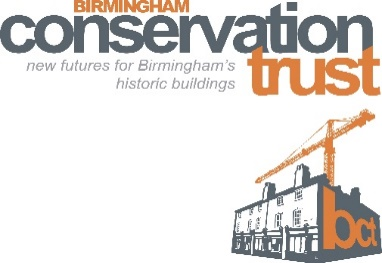 BIRMINGHAM
conservation
new futures for Birmingham's trust
historic buildings
bct